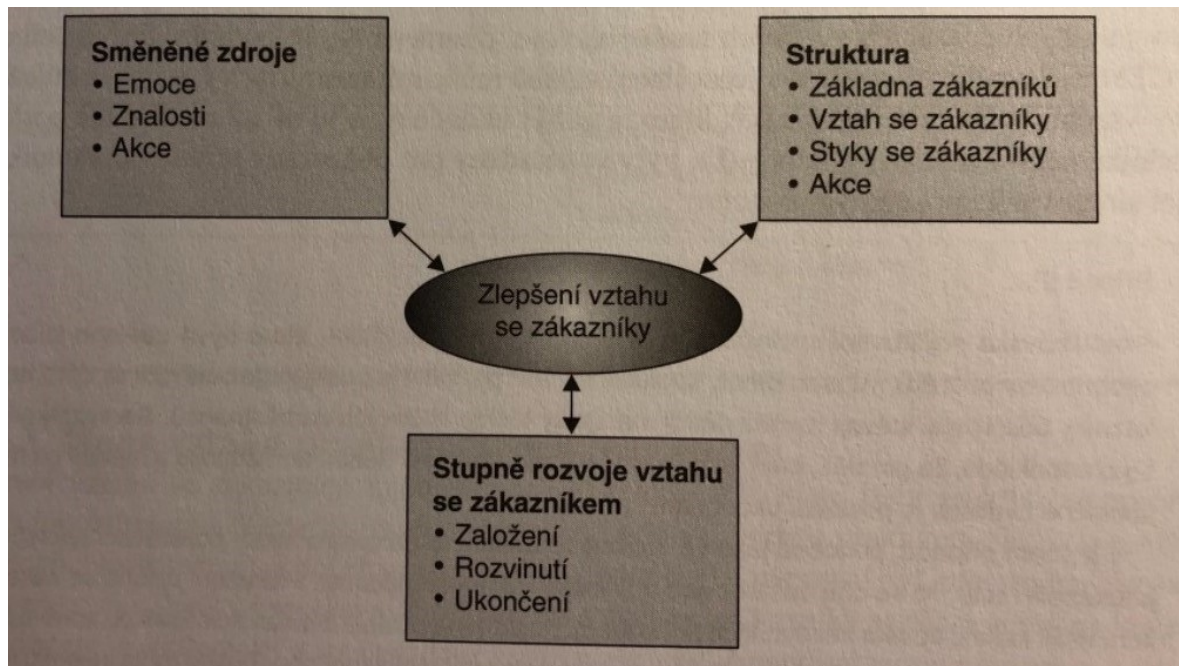 Směněné zdroje
• Emoce
• Znalosti
• Akce
Struktura
• Základna zákazníků
• Vztah se zákazníky
• Styky se zákazníky
• Akce
Zlepšení vztahu
se zákazníky
Stupně rozvoje vztahu
se zákazníkem
• Založení
• Rozvinutí
• Ukončení